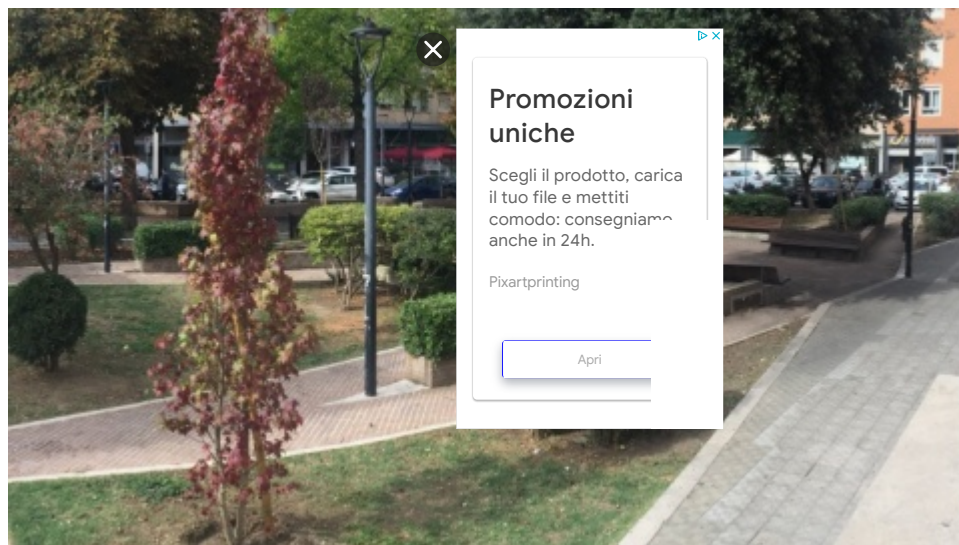 Promozioni
uniche
Scegli il prodotto, carica
il tuo file e mettiti
comodo: consegniamo
anche in 24h.
Pixartprinting
Apri